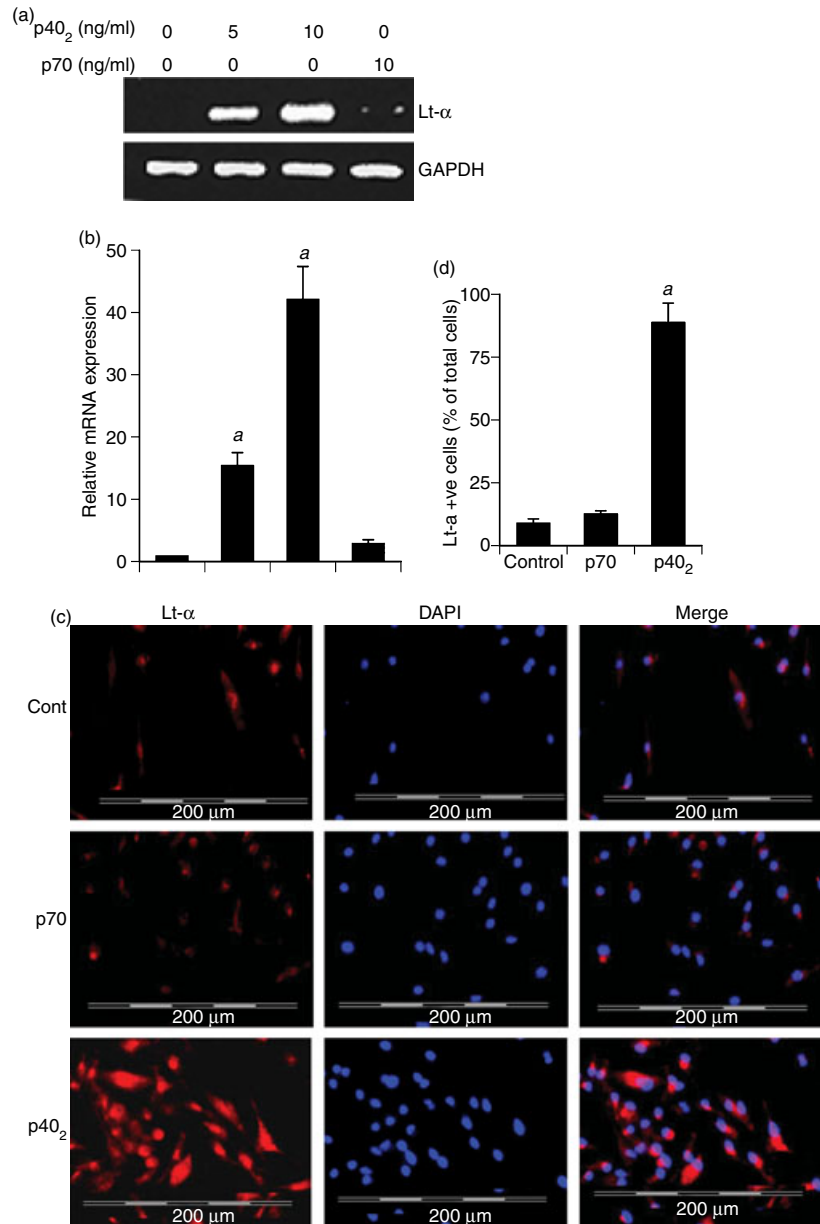 (a)
p40₂ (ng/ml) 0 5 10 0
p70 (ng/ml) 0 0 0 10
Lt-α
GAPDH
(b)
50
40
30
20
10
0
Relative mRNA expression
a
a
(d)
100
75
50
25
0
Lt-a +ve cells (% of total cells)
a
Control p70 p40₂
(c)
Lt-α DAPI Merge
Cont
200 μm 200 μm 200 μm
p70
200 μm 200 μm 200 μm
p40₂
200 μm 200 μm 200 μm